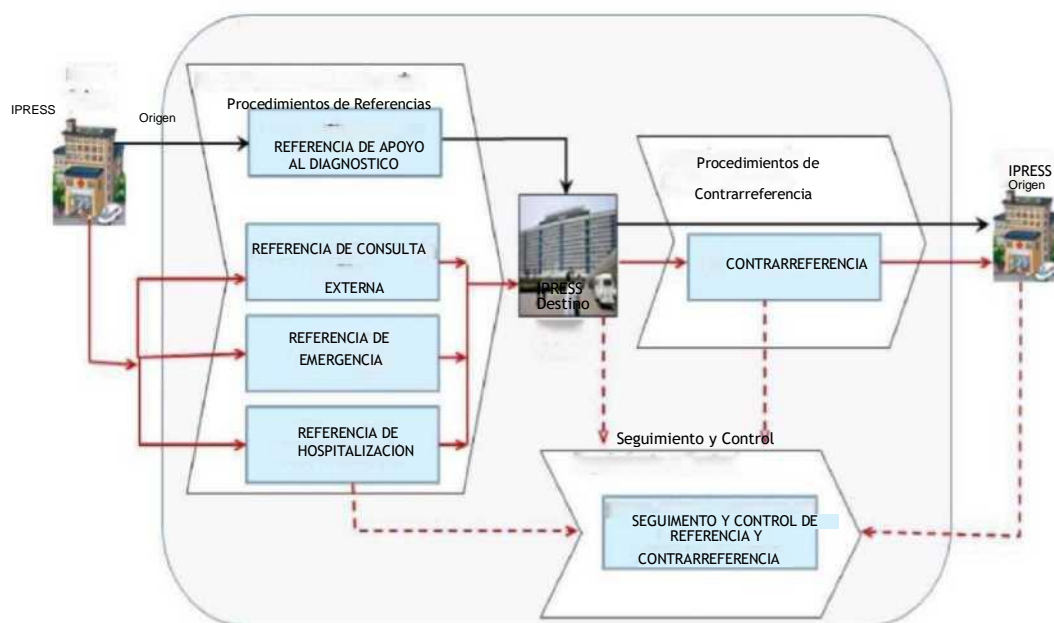 IPRESS
Origen
Procedimientos de Referencias
REFERENCIA DE APOYO
AL DIAGNOSTICO
REFERENCIA DE CONSULTA
EXTERNA
REFERENCIA DE
EMERGENCIA
REFERENCIA DE
HOSPITALIZACION
IPRESS
Destino
Procedimientos de
Contrarreferencia
CONTRARREFERENCIA
IPRESS
Origen
Seguimiento y Control
SEGUIMENTO Y CONTROL DE
REFERENCIA Y
CONTRARREFERENCIA